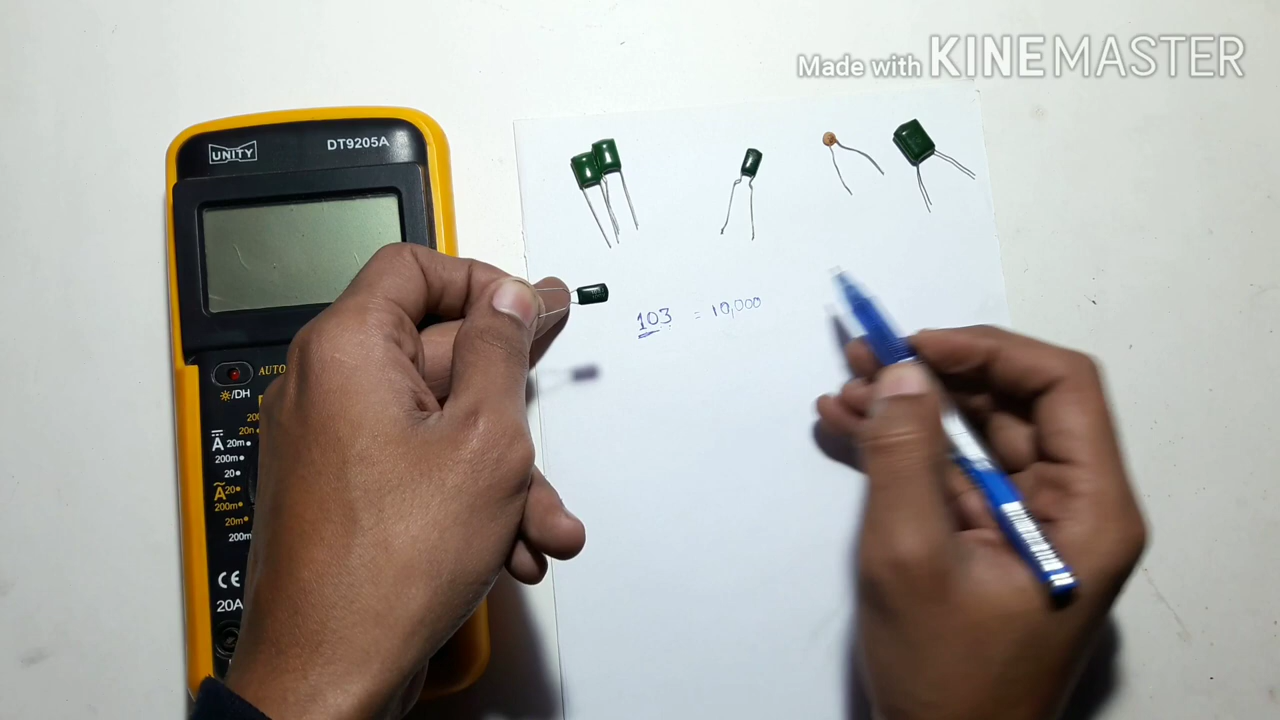 Made with KINEMASTER
UNITY
DT9205A
AUTO
☀/DH
20n
A 20m
200m
20
A 20
200m
20m
200m
CE
20A
103 = 10,000